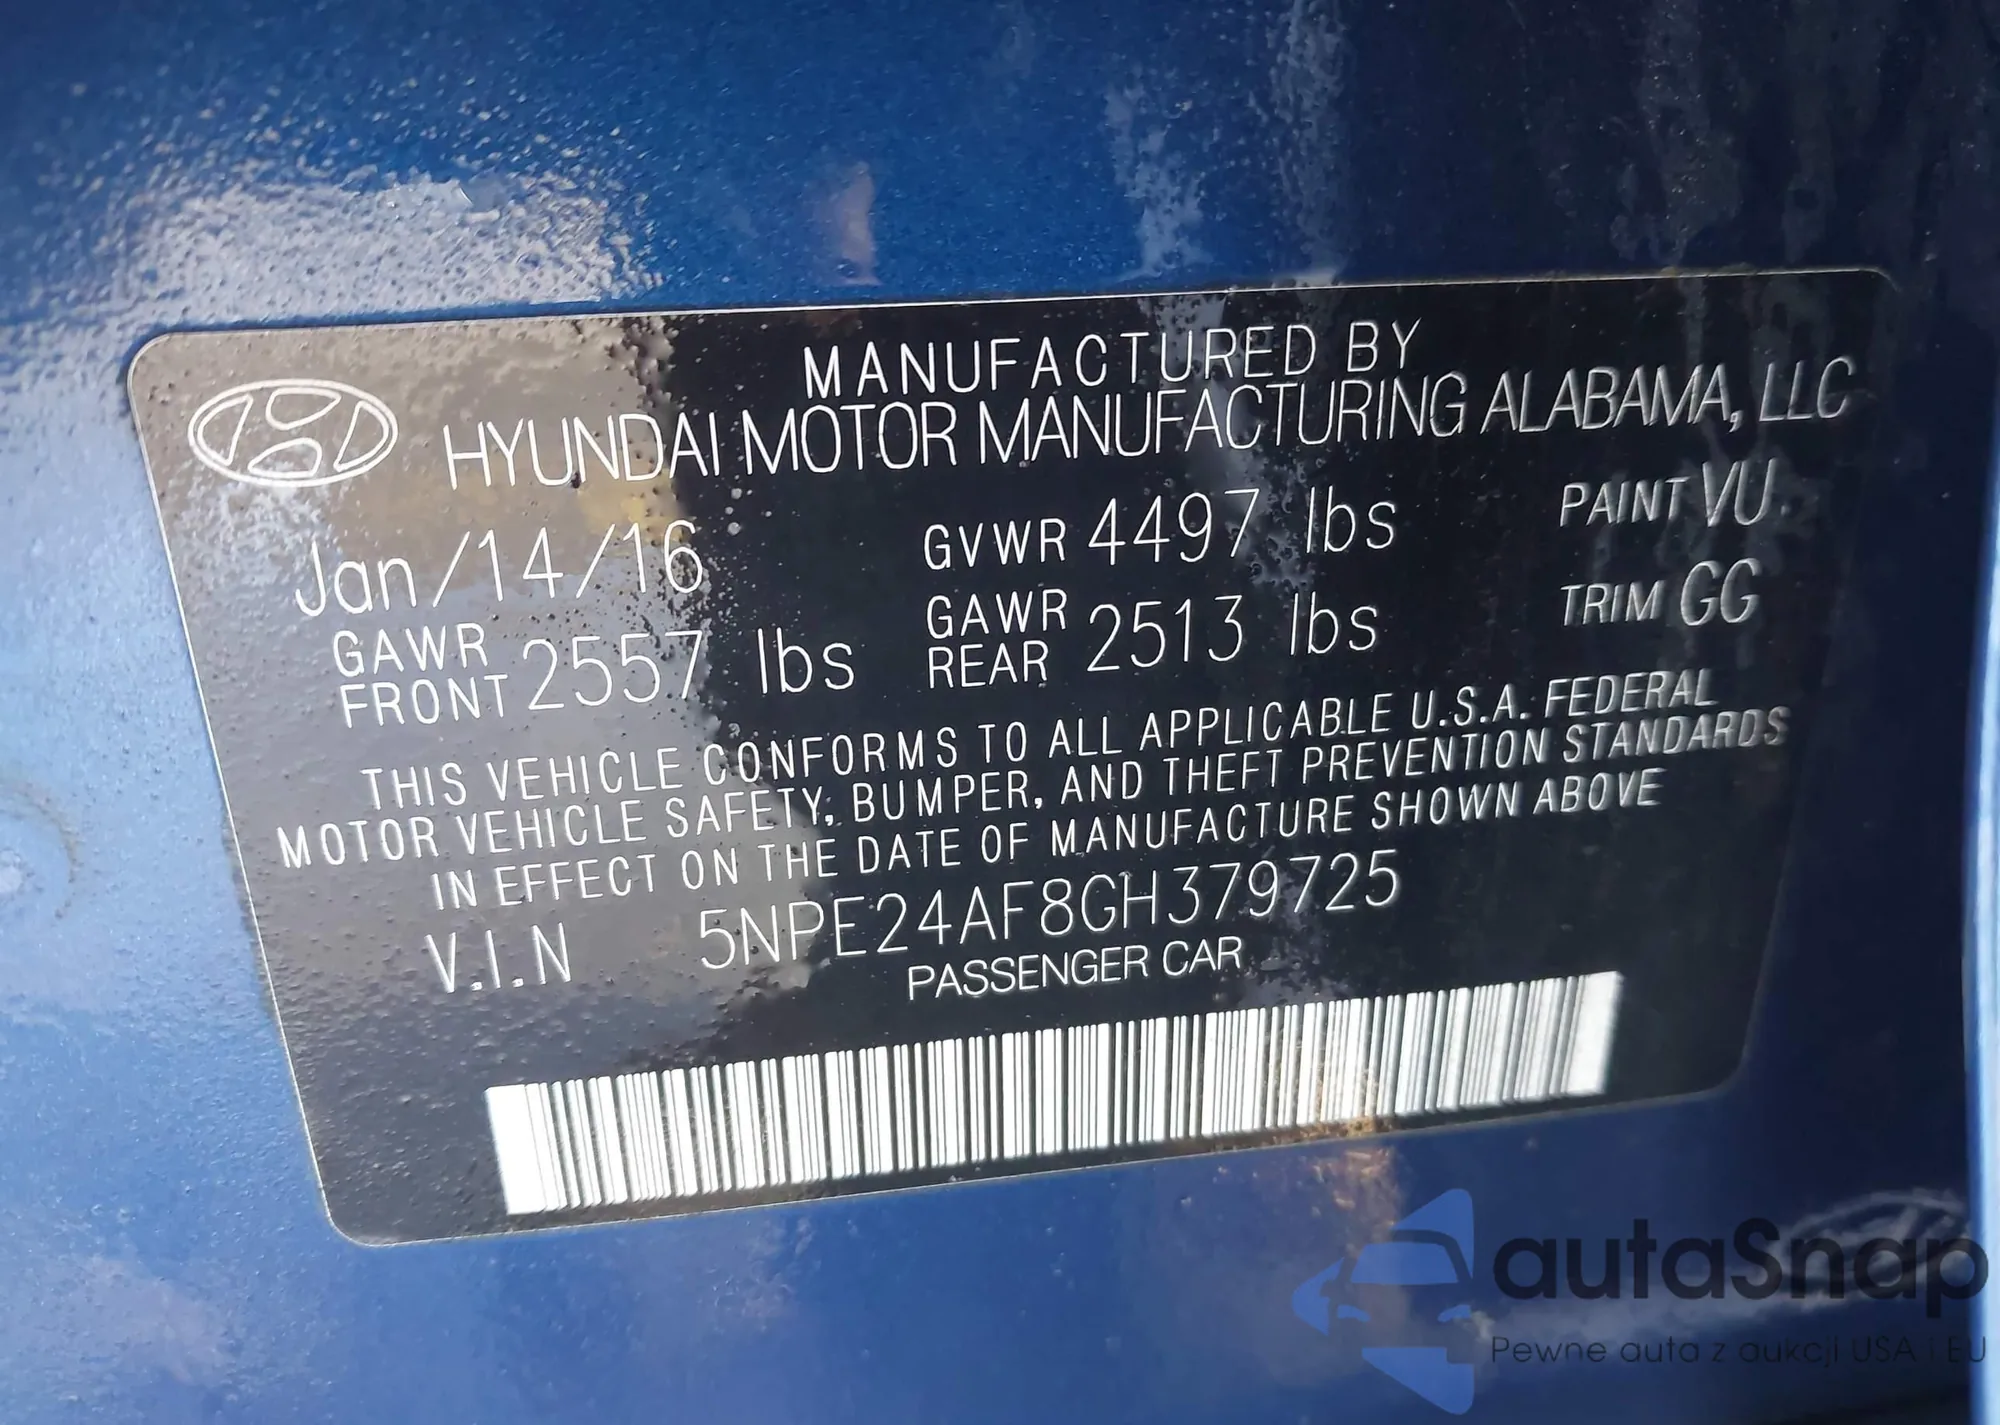 MANUFACTURED BY
HYUNDAI MOTOR MANUFACTURING ALABAMA, LLC
Jan/14/16 GVWR 4497 lbs PAINT VU
GAWR FRONT 2557 lbs GAWR REAR 2513 lbs TRIM GG
THIS VEHICLE CONFORMS TO ALL APPLICABLE U.S.A. FEDERAL
MOTOR VEHICLE SAFETY, BUMPER, AND THEFT PREVENTION STANDARDS
IN EFFECT ON THE DATE OF MANUFACTURE SHOWN ABOVE
V.I.N 5NPE24AF8GH379725
PASSENGER CAR
autaSnap
Pewne auta z aukcji USA i EU